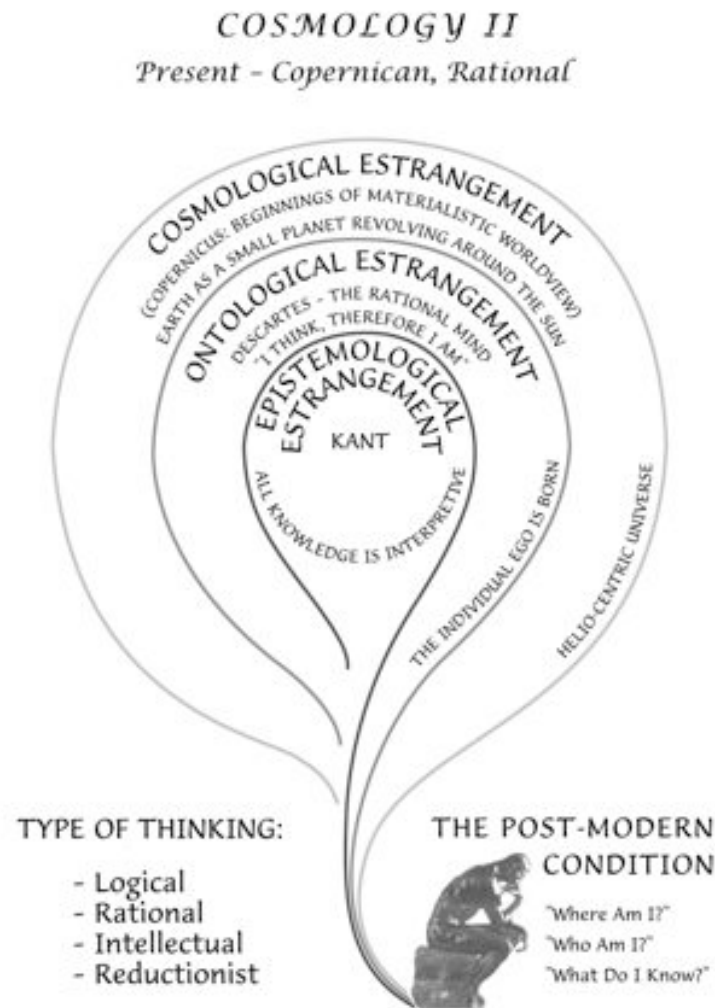 COSMOLOGY II
Present - Copernican, Rational
COSMOLOGICAL ESTRANGEMENT
(COPERNICUS: BEGINNINGS OF MATERIALISTIC WORLDVIEW)
EARTH AS A SMALL PLANET REVOLVING AROUND THE SUN
ONTOLOGICAL ESTRANGEMENT
DESCARTES - THE RATIONAL MIND
"I THINK, THEREFORE I AM"
EPISTEMOLOGICAL
ESTRANGEMENT
KANT
ALL KNOWLEDGE IS INTERPRETIVE
THE INDIVIDUAL EGO IS BORN
HELIO-CENTRIC UNIVERSE
TYPE OF THINKING:
- Logical
- Rational
- Intellectual
- Reductionist
THE POST-MODERN
CONDITION
"Where Am I?"
"Who Am I?"
"What Do I Know?"